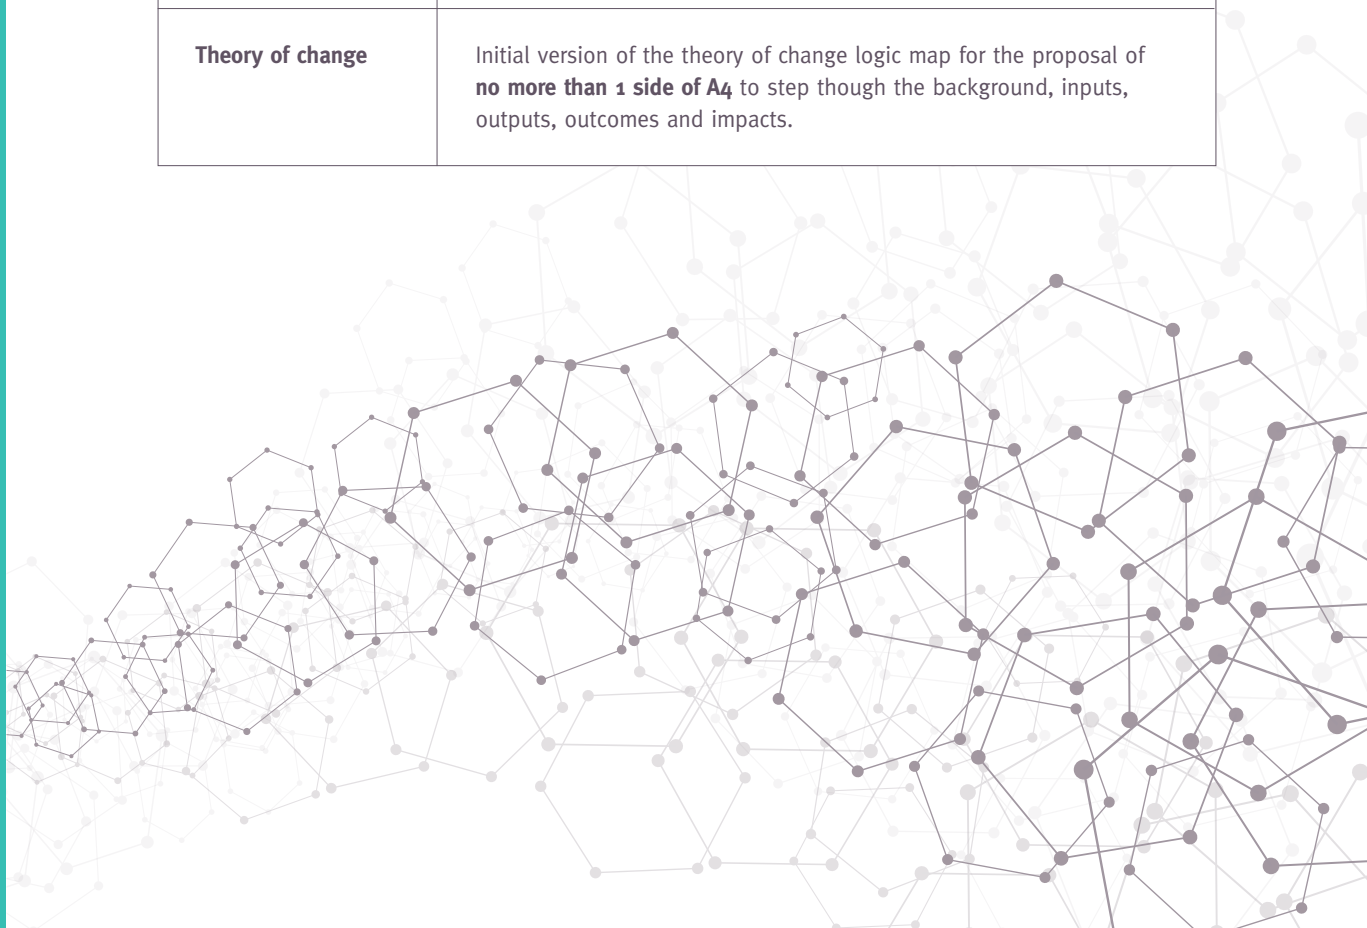 Theory of change
Initial version of the theory of change logic map for the proposal of
no more than 1 side of A4 to step though the background, inputs,
outputs, outcomes and impacts.